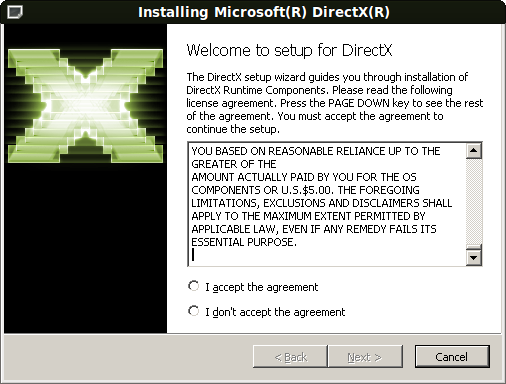 Installing Microsoft(R) DirectX(R)
Welcome to setup for DirectX
The DirectX setup wizard guides you through installation of
DirectX Runtime Components. Please read the following
license agreement. Press the PAGE DOWN key to see the rest
of the agreement. You must accept the agreement to
continue the setup.
YOU BASED ON REASONABLE RELIANCE UP TO THE
GREATER OF THE
AMOUNT ACTUALLY PAID BY YOU FOR THE OS
COMPONENTS OR U.S.$5.00. THE FOREGOING
LIMITATIONS, EXCLUSIONS AND DISCLAIMERS SHALL
APPLY TO THE MAXIMUM EXTENT PERMITTED BY
APPLICABLE LAW, EVEN IF ANY REMEDY FAILS ITS
ESSENTIAL PURPOSE.
I accept the agreement
I don't accept the agreement
< Back Next > Cancel